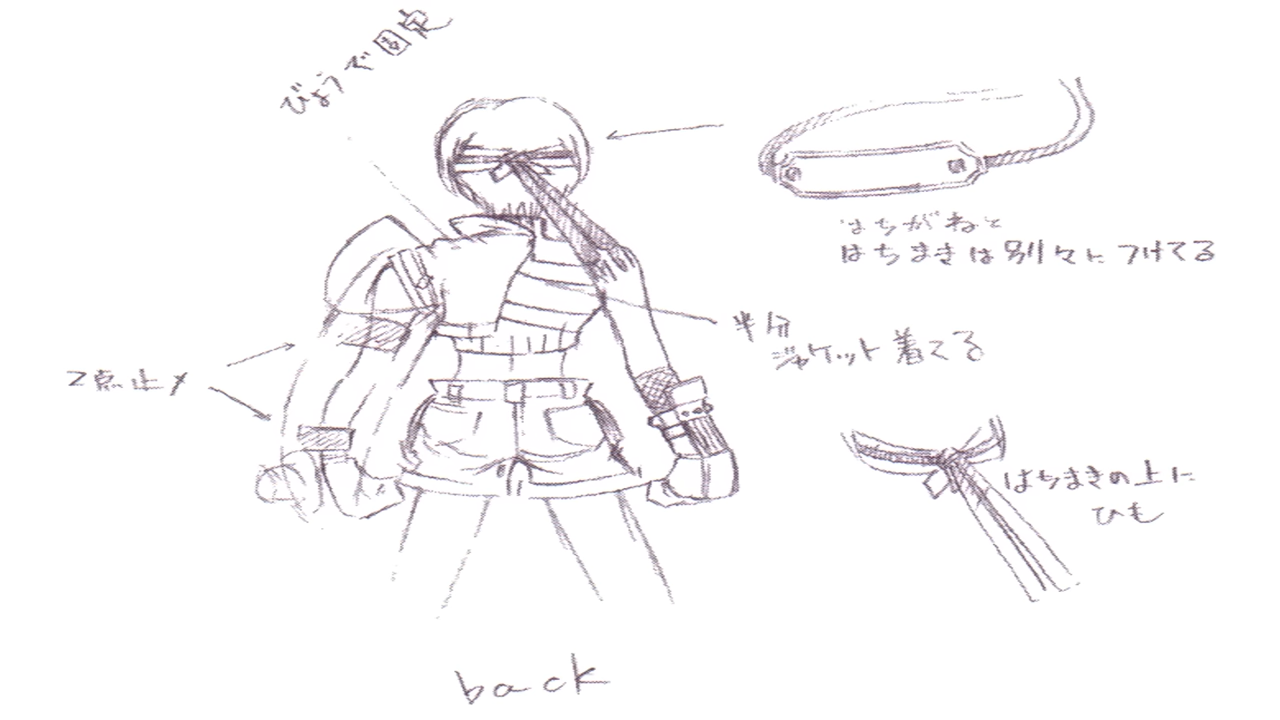 びょうで固定
はちがねと
はちまきは別々につけてる
半分
ジャケット着てる
2点止メ
はちまきの上に
ひも
back